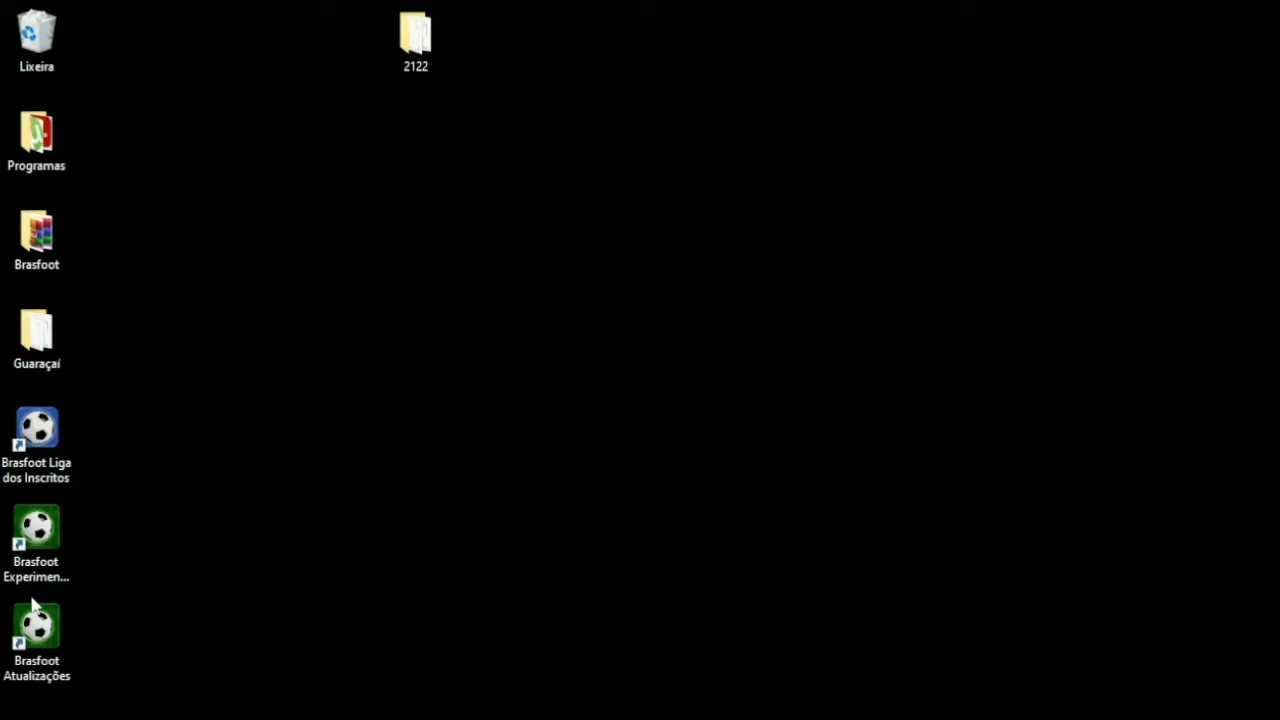 Lixeira
2122
Programas
Brasfoot
Guaraçaí
Brasfoot Liga
dos Inscritos
Brasfoot
Experimen...
Brasfoot
Atualizações